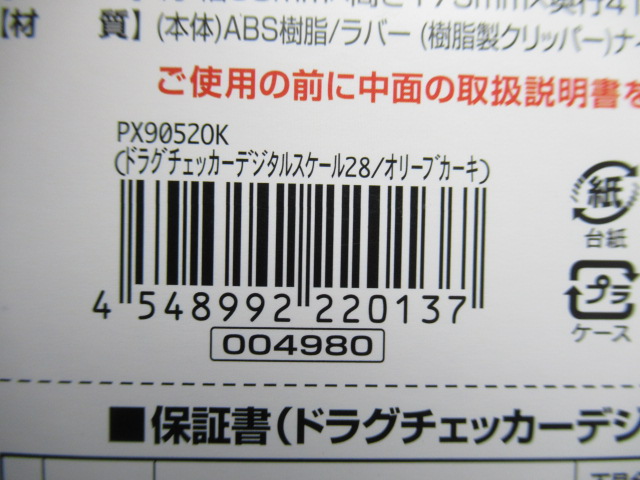 【材 質】(本体)ABS樹脂/ラバー (樹脂製クリッパー)ナイ
ご使用の前に中面の取扱説明書を
PX90520K
(ドラグチェッカーデジタルスケール28/オリーブカーキ)
紙
台紙
プラ
ケース
4 548992 220137
004980
■保証書(ドラグチェッカーデジ